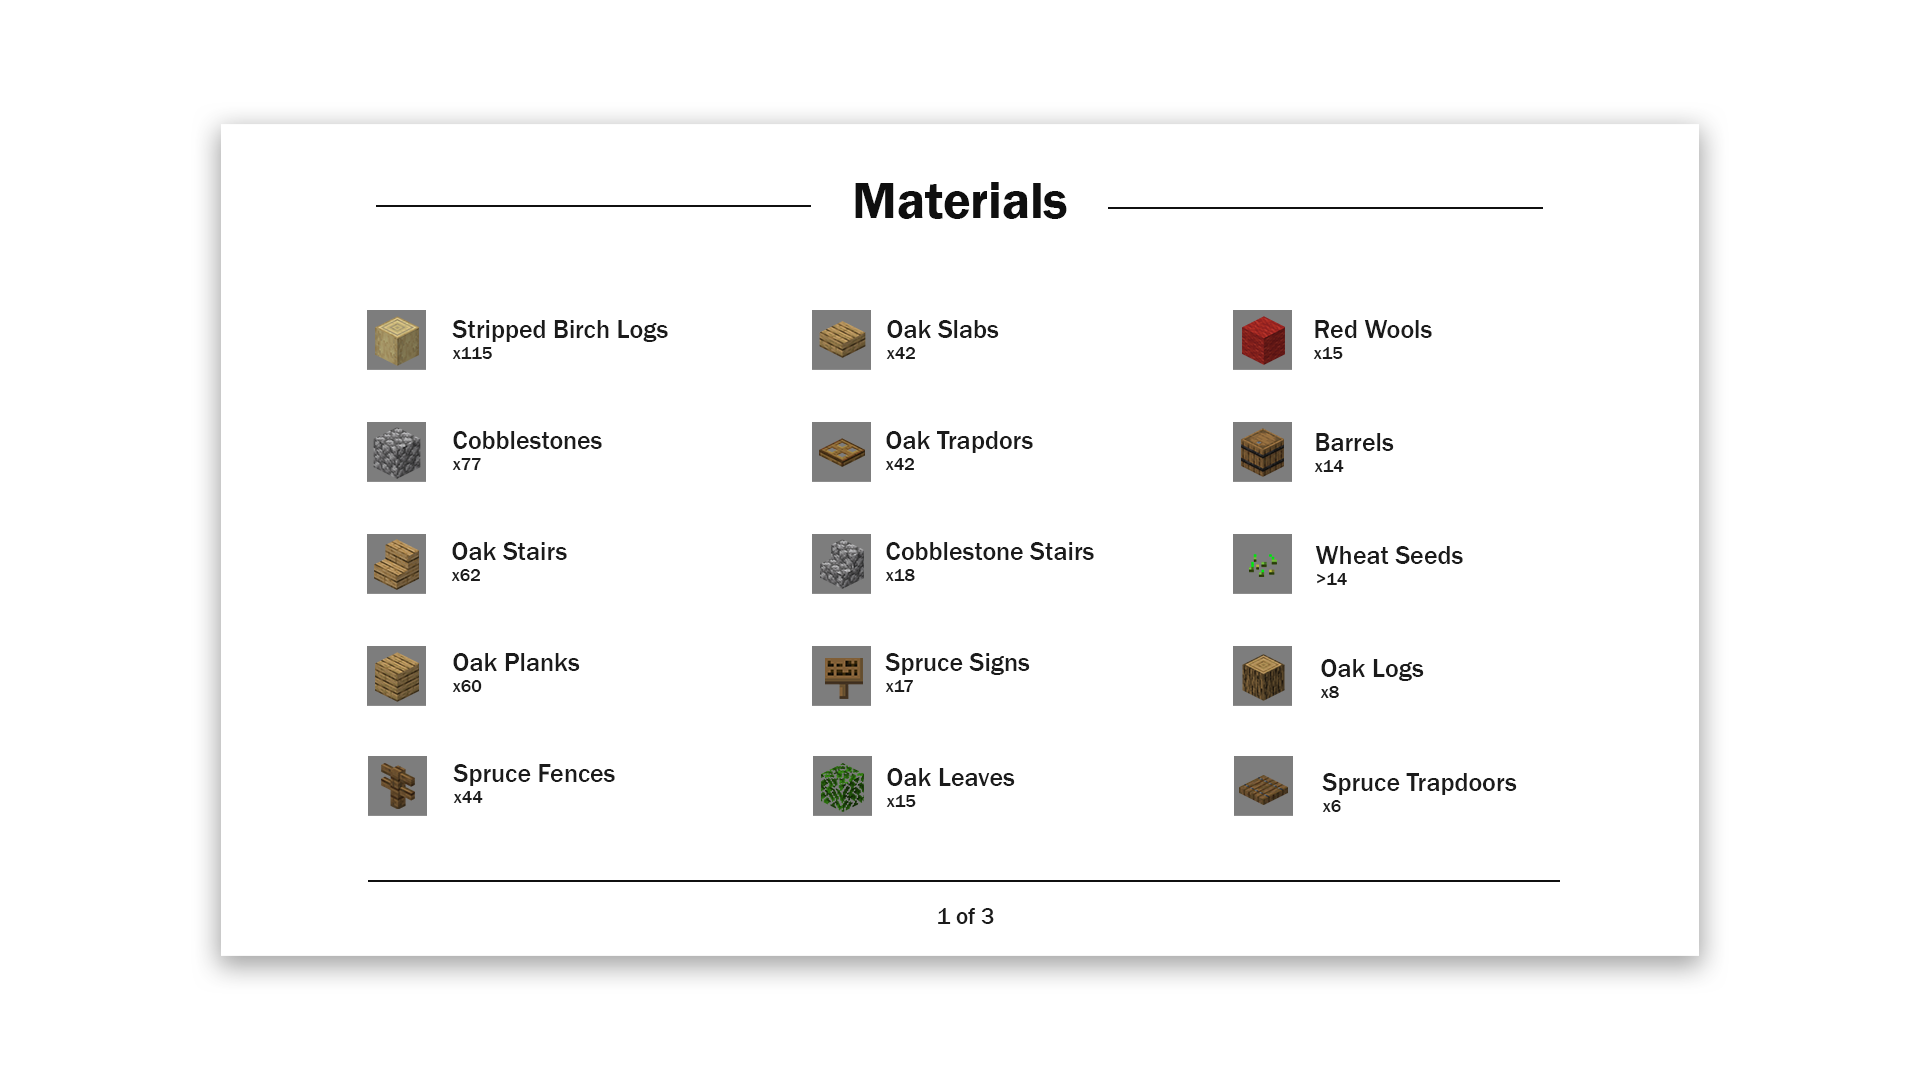 Materials
Stripped Birch Logs
x115
Cobblestones
x77
Oak Stairs
x62
Oak Planks
x60
Spruce Fences
x44
Oak Slabs
x42
Oak Trapdors
x42
Cobblestone Stairs
x18
Spruce Signs
x17
Oak Leaves
x15
Red Wools
x15
Barrels
x14
Wheat Seeds
>14
Oak Logs
x8
Spruce Trapdoors
x6
1 of 3